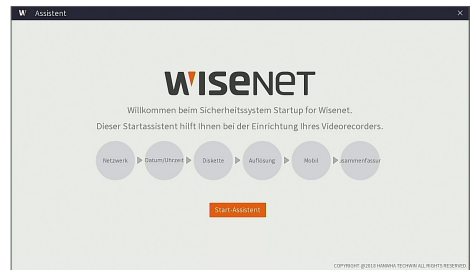 W Assistent
WISENET
Willkommen beim Sicherheitssystem Startup for Wisenet.
Dieser Startassistent hilft Ihnen bei der Einrichtung Ihres Videorecorders.
Netzwerk Datum/Uhrzeit Diskette Auflösung Mobil usammenfassur
Start-Assistent
COPYRIGHT @2019 HANWHA TECHWIN ALL RIGHTS RESERVED